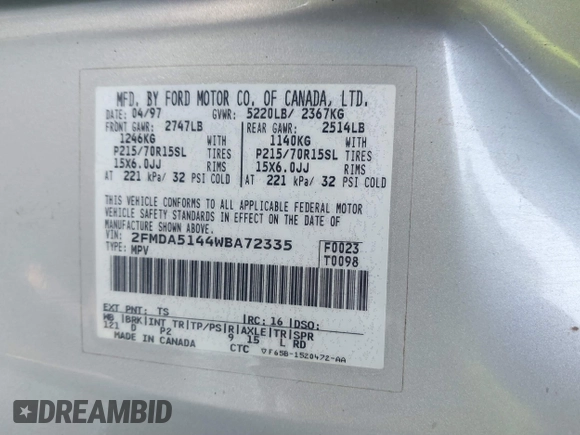 MFD. BY FORD MOTOR CO. OF CANADA, LTD.
DATE: 04/97 GVWR: 5220LB/ 2367KG
FRONT GAWR: 2747LB REAR GAWR: 2514LB
1246KG WITH 1140KG WITH
P215/70R15SL TIRES P215/70R15SL TIRES
15X6.0JJ RIMS 15X6.0JJ RIMS
AT 221 kPa/ 32 PSI COLD AT 221 kPa/ 32 PSI COLD
THIS VEHICLE CONFORMS TO ALL APPLICABLE FEDERAL MOTOR
VEHICLE SAFETY STANDARDS IN EFFECT ON THE DATE OF
MANUFACTURE SHOWN ABOVE.
VIN: 2FMDA5144WBA72335 F0023
TYPE: MPV T0098
EXT PNT: TS RC: 16 DSO:
WB BRK INT TR TP/PS R AXLE TR SPR
121 D P2 9 15 L RD
MADE IN CANADA CTC F65B-1520472-AA
DREAMBID